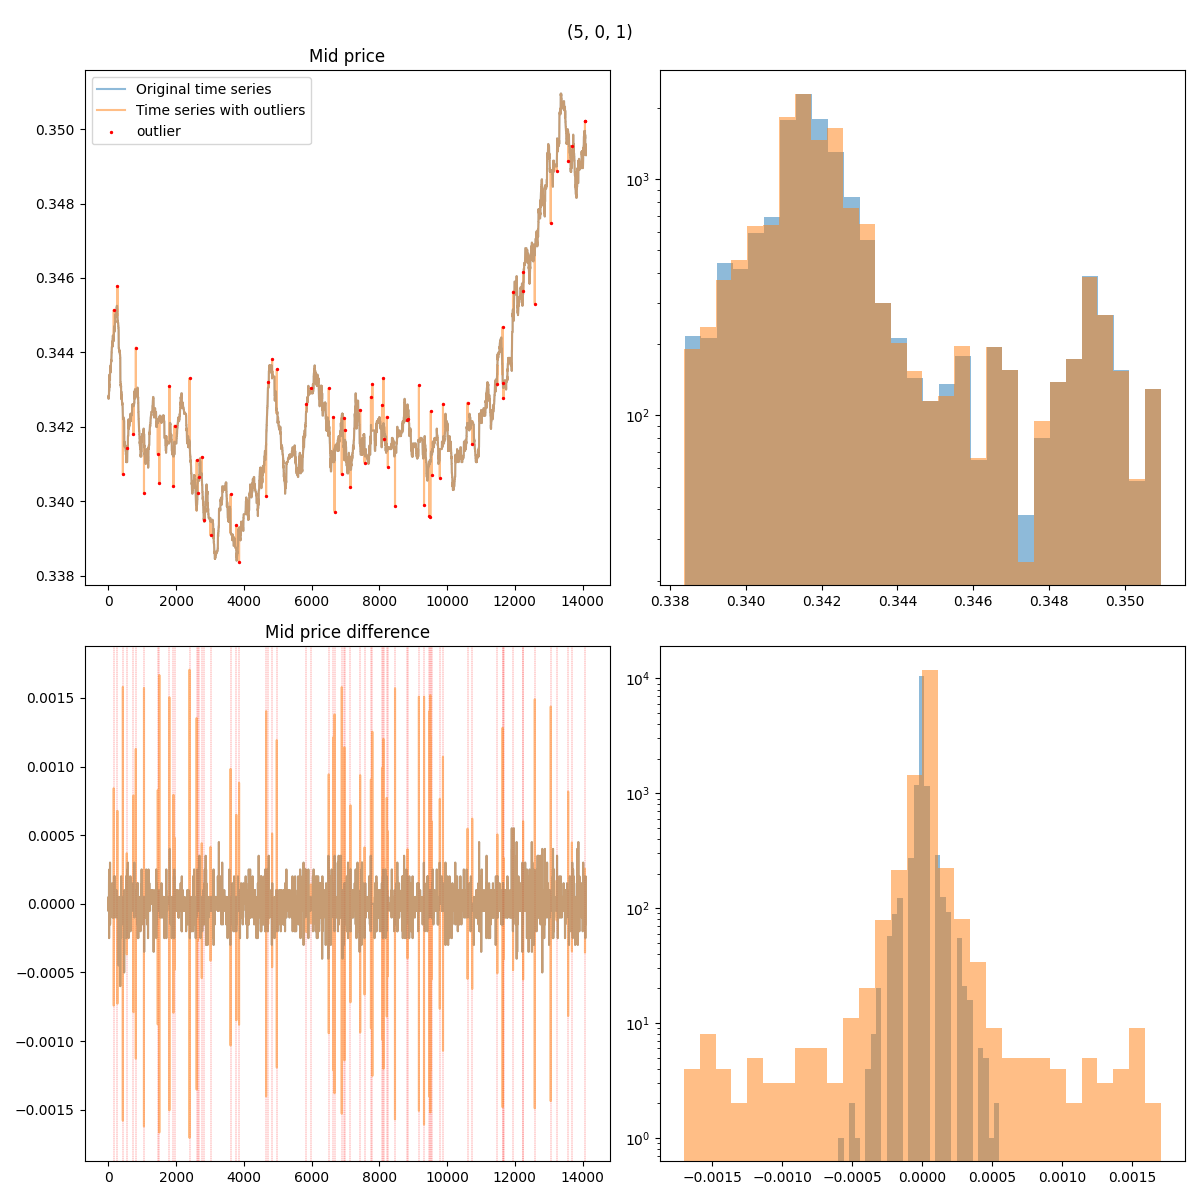 (5, 0, 1)
Mid price
Original time series
Time series with outliers
outlier
0.350
0.348
0.346
0.344
0.342
0.340
0.338
0 2000 4000 6000 8000 10000 12000 14000
10³
10²
0.338 0.340 0.342 0.344 0.346 0.348 0.350
Mid price difference
0.0015
0.0010
0.0005
0.0000
−0.0005
−0.0010
−0.0015
0 2000 4000 6000 8000 10000 12000 14000
10⁴
10³
10²
10¹
10⁰
−0.0015 −0.0010 −0.0005 0.0000 0.0005 0.0010 0.0015